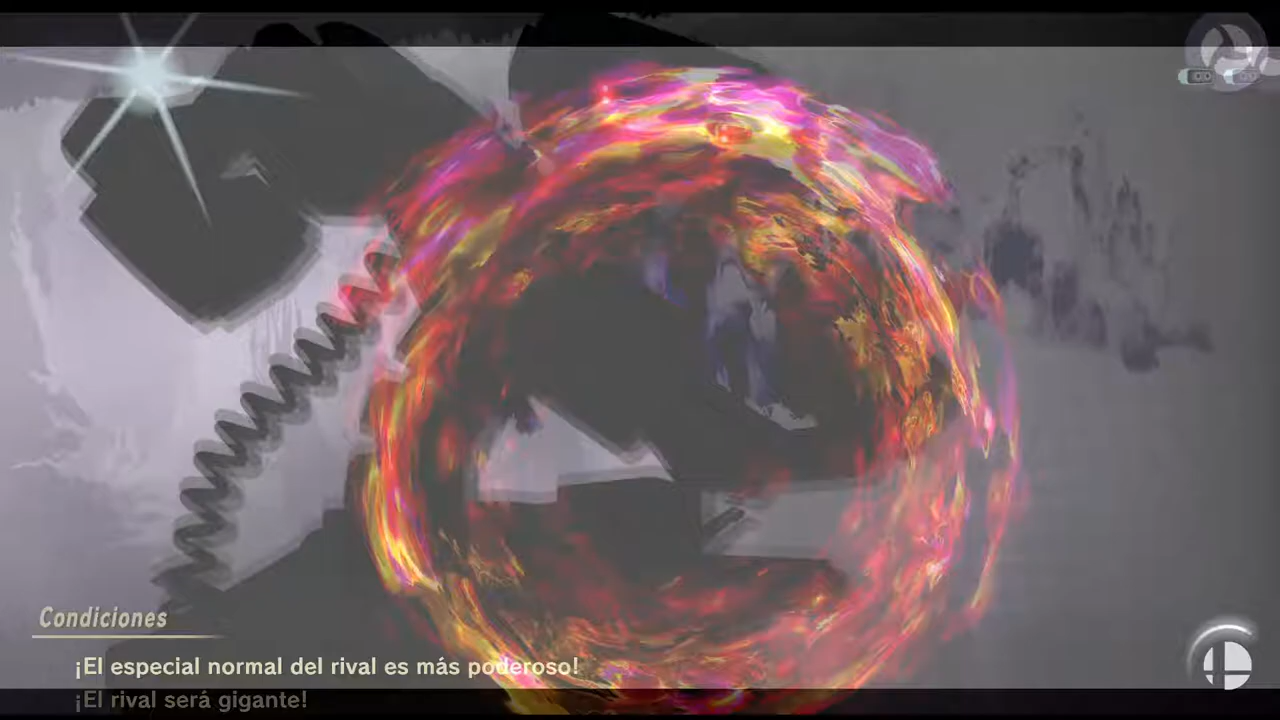 Condiciones
¡El especial normal del rival es más poderoso!
¡El rival será gigante!